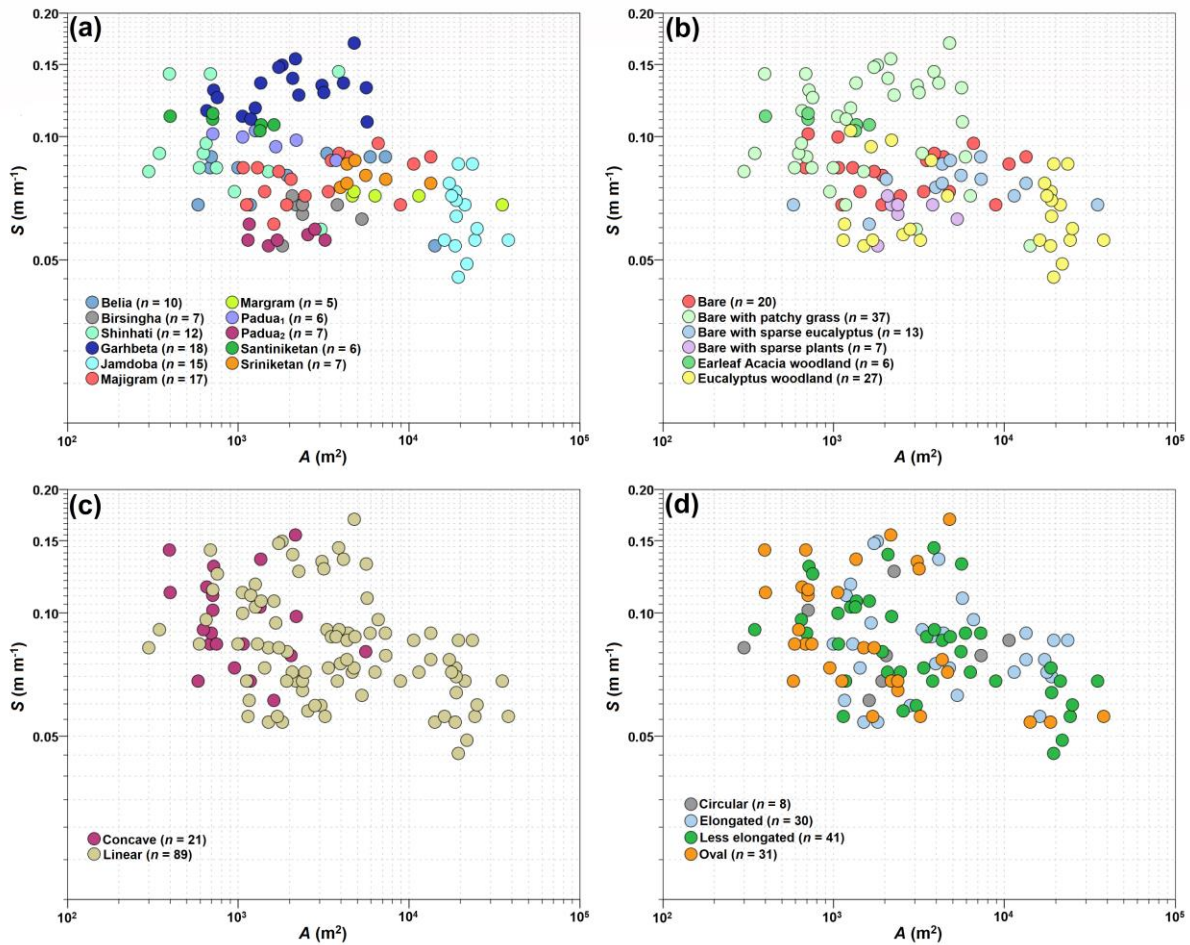 (a)
0.20
0.15
0.10
0.05
S (m m⁻¹)
Belia (n = 10)
Birsingha (n = 7)
Shinhati (n = 12)
Garhbeta (n = 18)
Jamdoba (n = 15)
Majigram (n = 17)
Margram (n = 5)
Padua₁ (n = 6)
Padua₂ (n = 7)
Santiniketan (n = 6)
Sriniketan (n = 7)
10² 10³ 10⁴ 10⁵
A (m²)
(b)
0.20
0.15
0.10
0.05
S (m m⁻¹)
Bare (n = 20)
Bare with patchy grass (n = 37)
Bare with sparse eucalyptus (n = 13)
Bare with sparse plants (n = 7)
Earleaf Acacia woodland (n = 6)
Eucalyptus woodland (n = 27)
10² 10³ 10⁴ 10⁵
A (m²)
(c)
0.20
0.15
0.10
0.05
S (m m⁻¹)
Concave (n = 21)
Linear (n = 89)
10² 10³ 10⁴ 10⁵
A (m²)
(d)
0.20
0.15
0.10
0.05
S (m m⁻¹)
Circular (n = 8)
Elongated (n = 30)
Less elongated (n = 41)
Oval (n = 31)
10² 10³ 10⁴ 10⁵
A (m²)